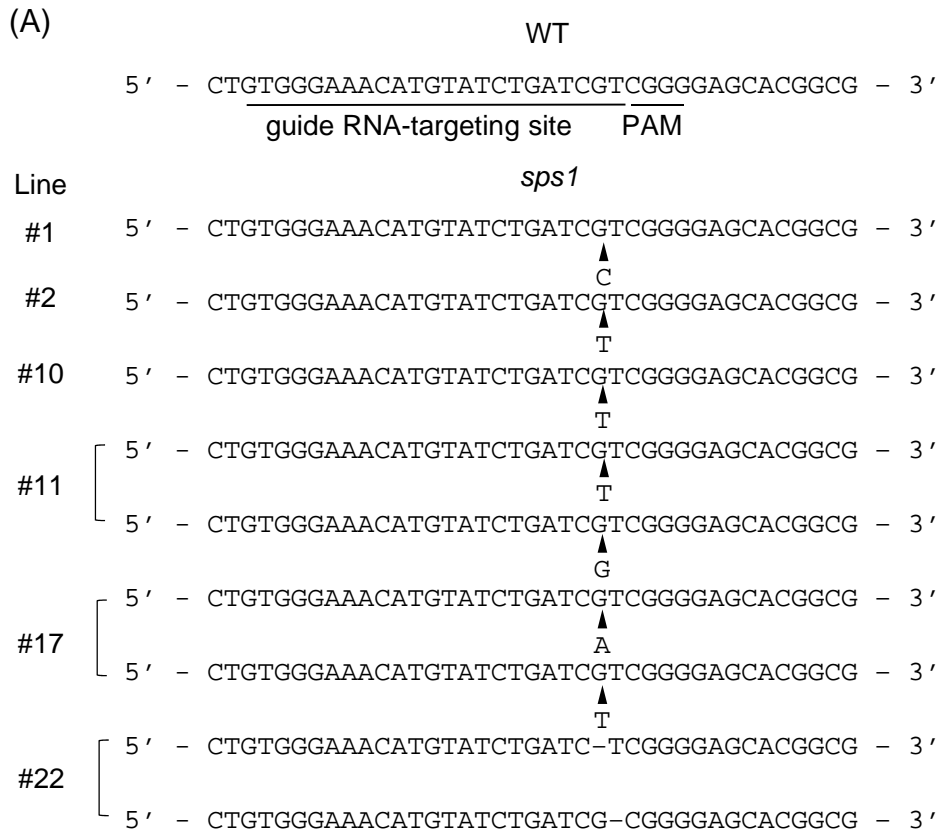 (A)
WT
5′ – CTGTGGGAAACATGTATCTGATCGTCGGGGAGCACGGCG – 3′
guide RNA-targeting site PAM
sps1
Line
#1 5′ – CTGTGGGAAACATGTATCTGATCGTCGGGGAGCACGGCG – 3′
C
#2 5′ – CTGTGGGAAACATGTATCTGATCGTCGGGGAGCACGGCG – 3′
T
#10 5′ – CTGTGGGAAACATGTATCTGATCGTCGGGGAGCACGGCG – 3′
T
#11 5′ – CTGTGGGAAACATGTATCTGATCGTCGGGGAGCACGGCG – 3′
T
5′ – CTGTGGGAAACATGTATCTGATCGTCGGGGAGCACGGCG – 3′
G
#17 5′ – CTGTGGGAAACATGTATCTGATCGTCGGGGAGCACGGCG – 3′
A
5′ – CTGTGGGAAACATGTATCTGATCGTCGGGGAGCACGGCG – 3′
T
#22 5′ – CTGTGGGAAACATGTATCTGATC–TCGGGGAGCACGGCG – 3′
5′ – CTGTGGGAAACATGTATCTGATCG–CGGGGAGCACGGCG – 3′